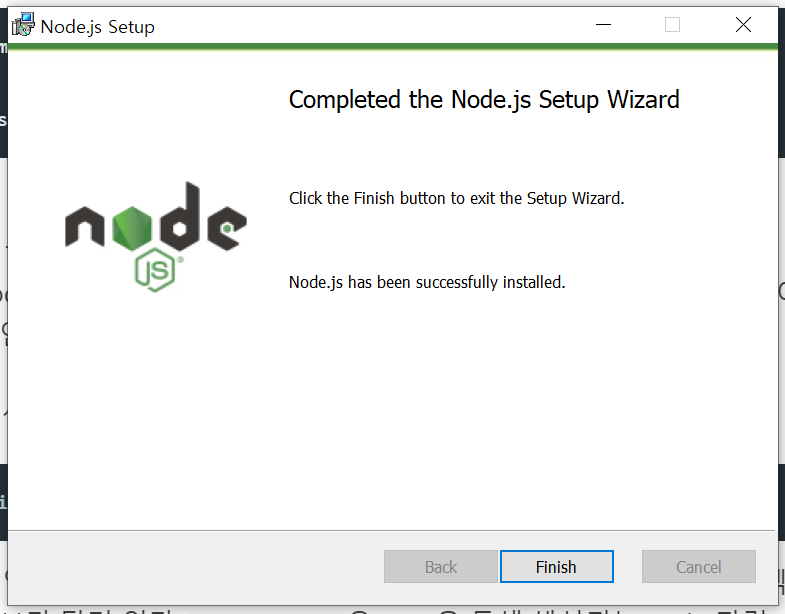 Node.js Setup
Completed the Node.js Setup Wizard
Click the Finish button to exit the Setup Wizard.
node
JS
Node.js has been successfully installed.
Back
Finish
Cancel